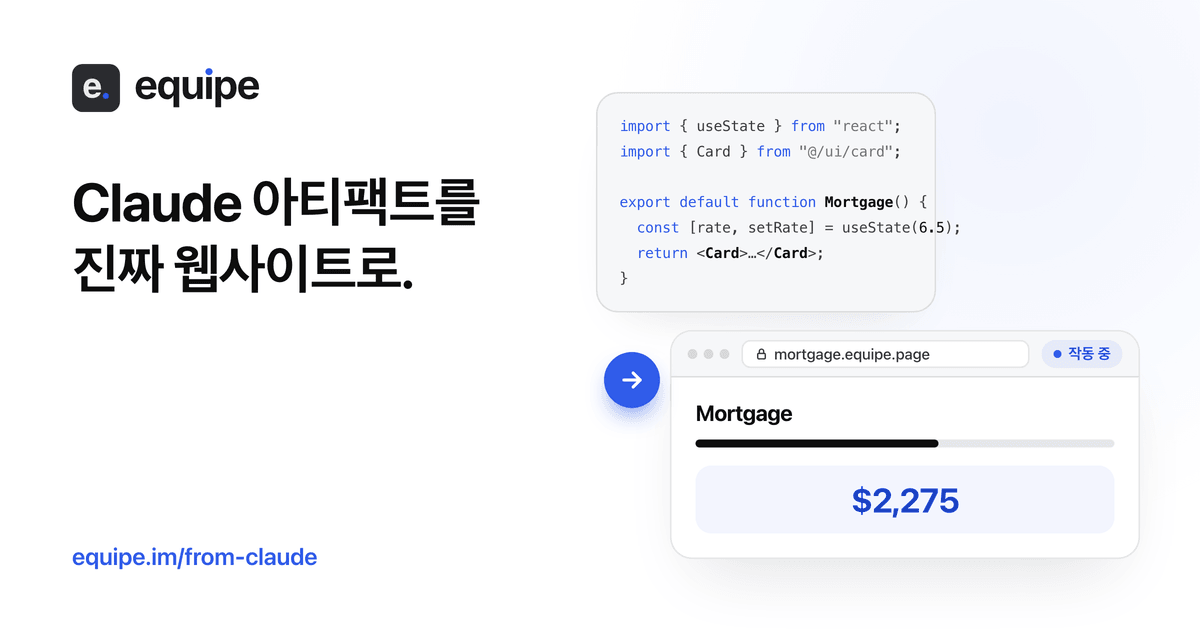 e. equipe
Claude 아티팩트를
진짜 웹사이트로.
equipe.im/from-claude
import { useState } from "react";
import { Card } from "@/ui/card";
export default function Mortgage() {
const [rate, setRate] = useState(6.5);
return <Card>…</Card>;
}
mortgage.equipe.page
작동 중
Mortgage
$2,275